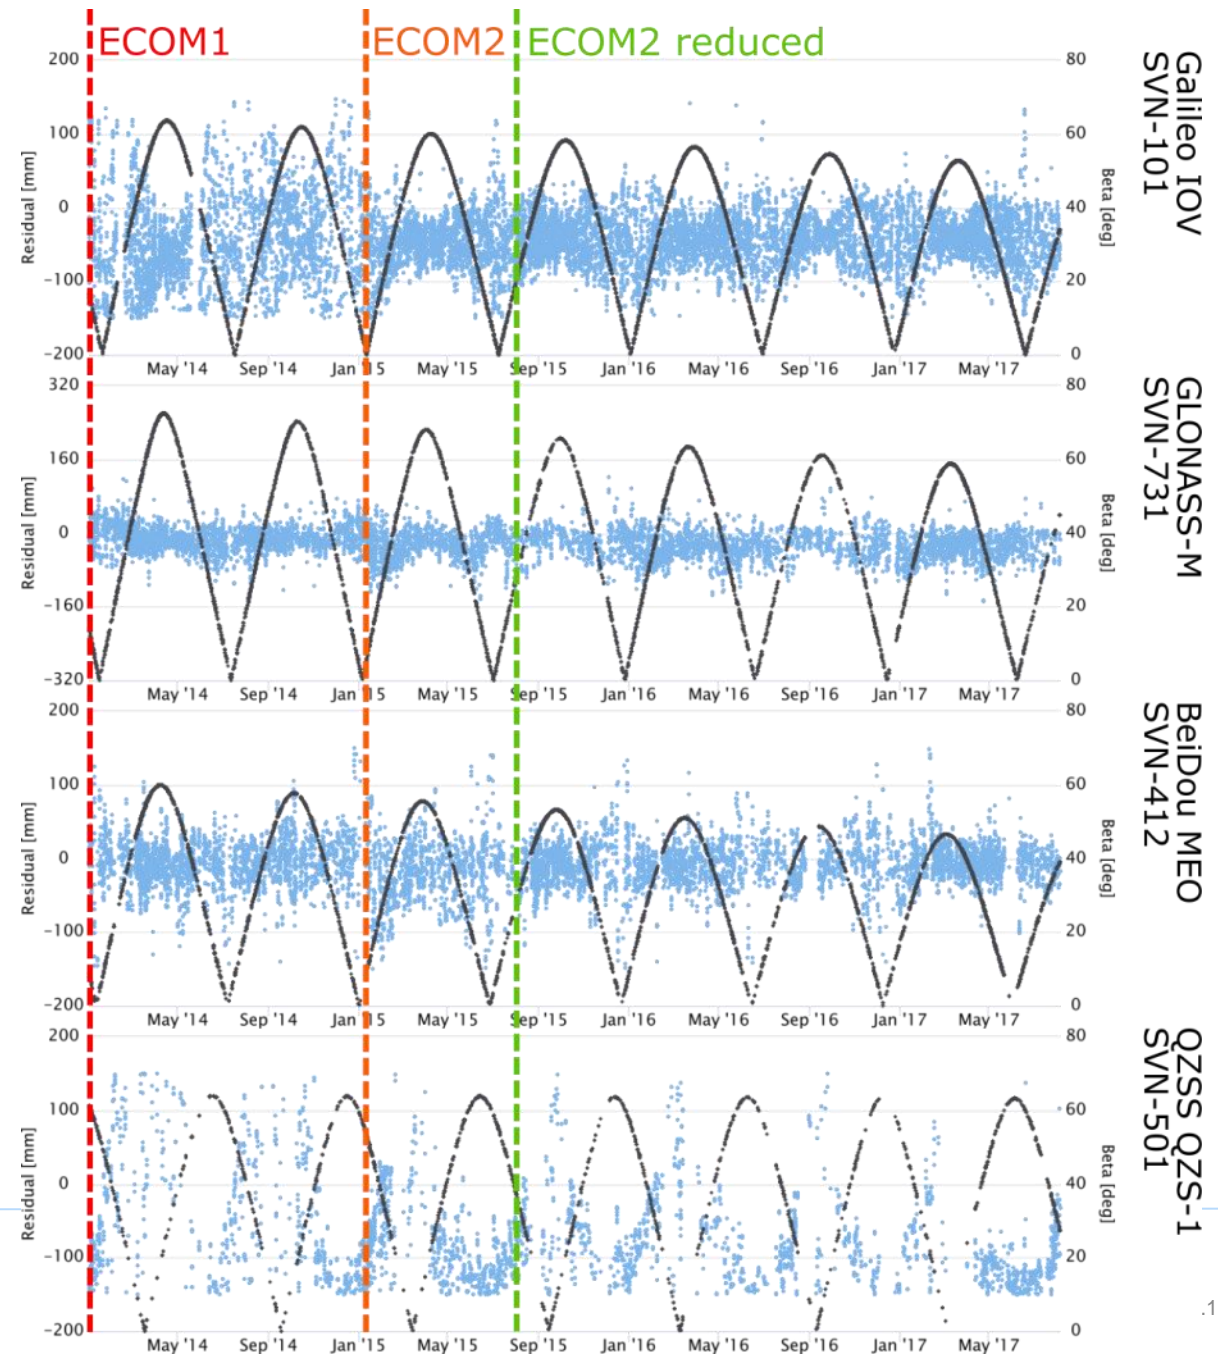 ECOM1 ECOM2 ECOM2 reduced
200 80
100 60
0 40
-100 20
-200 0
Residual [mm]
Beta [deg]
Galileo IOV
SVN-101
May '14 Sep '14 Jan '15 May '15 Sep '15 Jan '16 May '16 Sep '16 Jan '17 May '17
320 80
160 60
0 40
-160 20
-320 0
Residual [mm]
Beta [deg]
GLONASS-M
SVN-731
May '14 Sep '14 Jan '15 May '15 Sep '15 Jan '16 May '16 Sep '16 Jan '17 May '17
200 80
100 60
0 40
-100 20
-200 0
Residual [mm]
Beta [deg]
BeiDou MEO
SVN-412
May '14 Sep '14 Jan '15 May '15 Sep '15 Jan '16 May '16 Sep '16 Jan '17 May '17
200 80
100 60
0 40
-100 20
-200 0
Residual [mm]
Beta [deg]
QZSS QZS-1
SVN-501
May '14 Sep '14 Jan '15 May '15 Sep '15 Jan '16 May '16 Sep '16 Jan '17 May '17
.1